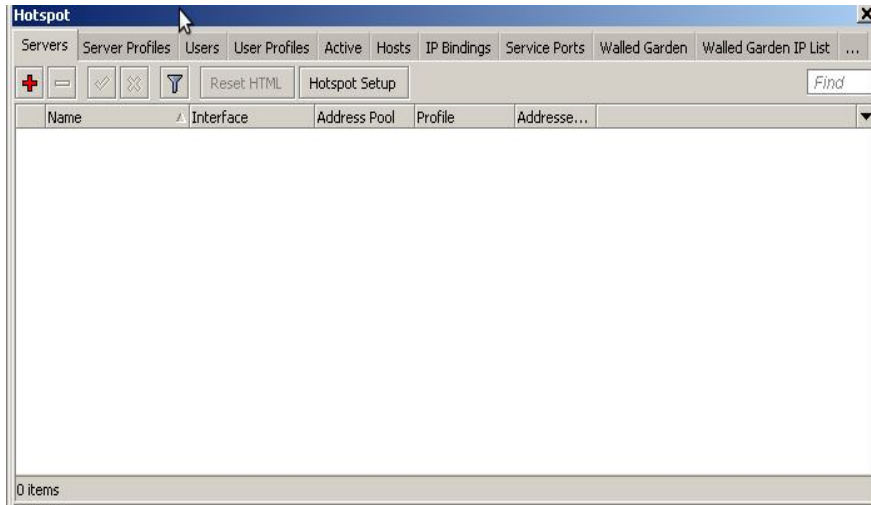 Hotspot
Servers Server Profiles Users User Profiles Active Hosts IP Bindings Service Ports Walled Garden Walled Garden IP List ...
Reset HTML Hotspot Setup Find
Name Interface Address Pool Profile Addresse...
0 items